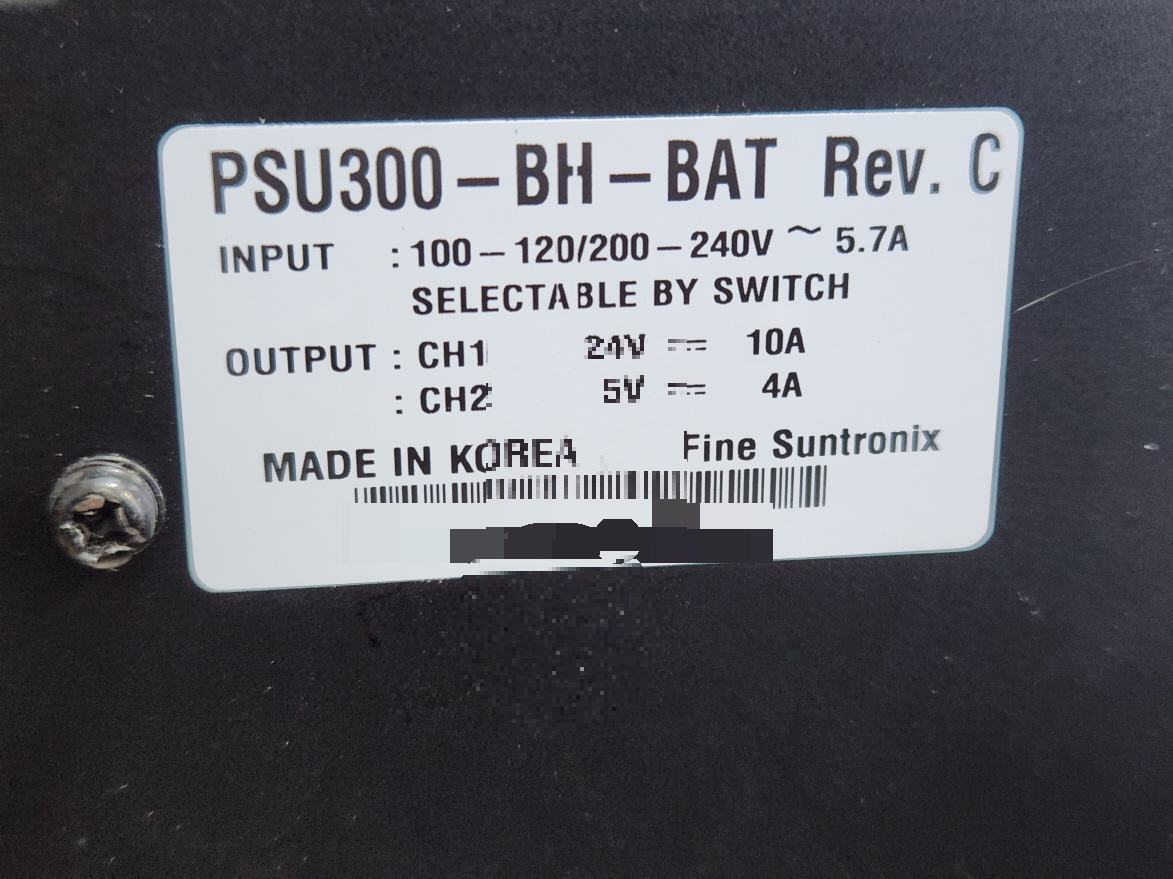 PSU300-BH-BAT Rev. C
INPUT : 100-120/200-240V ~ 5.7A
SELECTABLE BY SWITCH
OUTPUT : CH1 24V ⎓ 10A
: CH2 5V ⎓ 4A
MADE IN KOREA Fine Suntronix